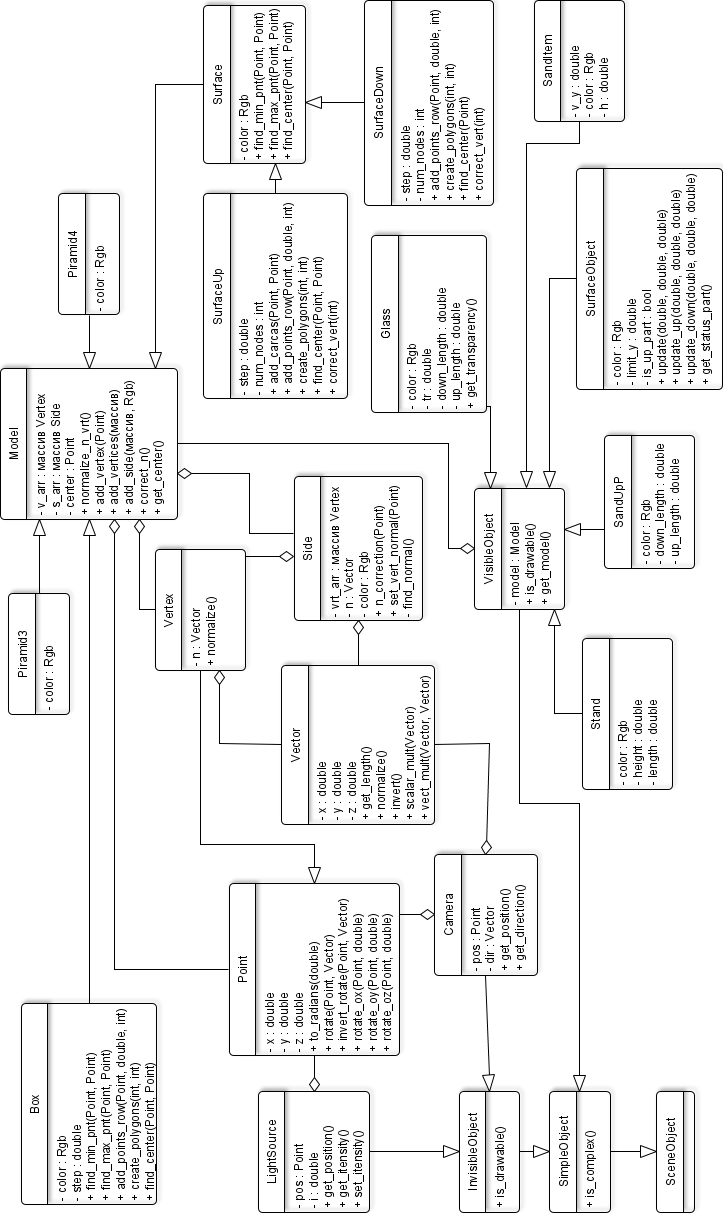 Box
- color : Rgb
- step : double
+ find_min_pnt(Point, Point)
+ find_max_pnt(Point, Point)
+ add_points_row(Point, double, int)
+ create_polygons(int, int)
+ find_center(Point, Point)
Piramid3
- color : Rgb
Model
- v_arr : массив Vertex
- s_arr : массив Side
- center : Point
+ normalize_n_vrt()
+ add_vertex(Point)
+ add_vertices(массив)
+ add_side(массив, Rgb)
+ correct_n()
+ get_center()
Piramid4
- color : Rgb
Surface
- color : Rgb
+ find_min_pnt(Point, Point)
+ find_max_pnt(Point, Point)
+ find_center(Point, Point)
Vertex
- n : Vector
+ normalize()
SurfaceUp
- step : double
- num_nodes : int
+ add_carcas(Point, Point)
+ add_points_row(Point, double, int)
+ create_polygons(int, int)
+ find_center(Point, Point)
+ correct_vert(int)
Point
- x : double
- y : double
- z : double
+ to_radians(double)
+ rotate(Point, Vector)
+ invert_rotate(Point, Vector)
+ rotate_ox(Point, double)
+ rotate_oy(Point, double)
+ rotate_oz(Point, double)
LightSource
- pos : Point
- i : double
+ get_position()
+ get_itensity()
+ set_itensity()
Vector
- x : double
- y : double
- z : double
+ get_length()
+ normalize()
+ invert()
+ scalar_mult(Vector)
+ vect_mult(Vector, Vector)
Side
- vrt_arr : массив Vertex
- n : Vector
- color : Rgb
+ n_correction(Point)
+ set_vert_normal(Point)
- find_normal()
Glass
- color : Rgb
- tr : double
- down_length : double
- up_length : double
+ get_transparency()
SurfaceDown
- step : double
- num_nodes : int
+ add_points_row(Point, double, int)
+ create_polygons(int, int)
+ find_center(Point)
+ correct_vert(int)
Camera
- pos : Point
- dir : Vector
+ get_position()
+ get_direction()
InvisibleObject
+ is_drawable()
VisibleObject
- model : Model
+ is_drawable()
+ get_model()
SandItem
- v_y : double
- color : Rgb
- h : double
SimpleObject
+ is_complex()
Stand
- color : Rgb
- height : double
- length : double
SandUpP
- color : Rgb
- down_length : double
- up_length : double
SurfaceObject
- color : Rgb
- limit_y : double
- is_up_part : bool
+ update(double, double, double)
+ update_up(double, double, double)
+ update_down(double, double, double)
+ get_status_part()
SceneObject